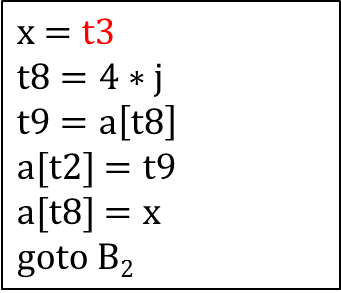 x = t3
t8 = 4 ∗ j
t9 = a[t8]
a[t2] = t9
a[t8] = x
goto B₂